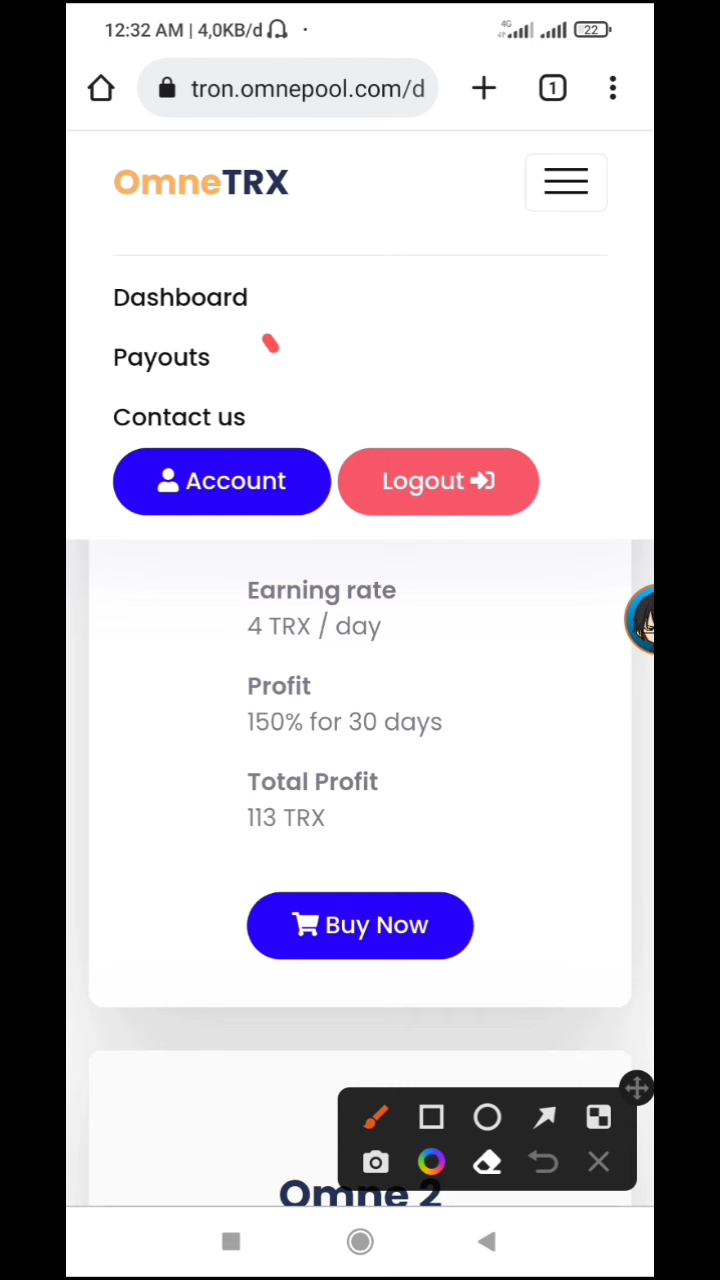 12:32 AM | 4,0KB/d
4G
22
tron.omnepool.com/d
1
OmneTRX
Dashboard
Payouts
Contact us
Account
Logout
Earning rate
4 TRX / day
Profit
150% for 30 days
Total Profit
113 TRX
Buy Now
Omne 2